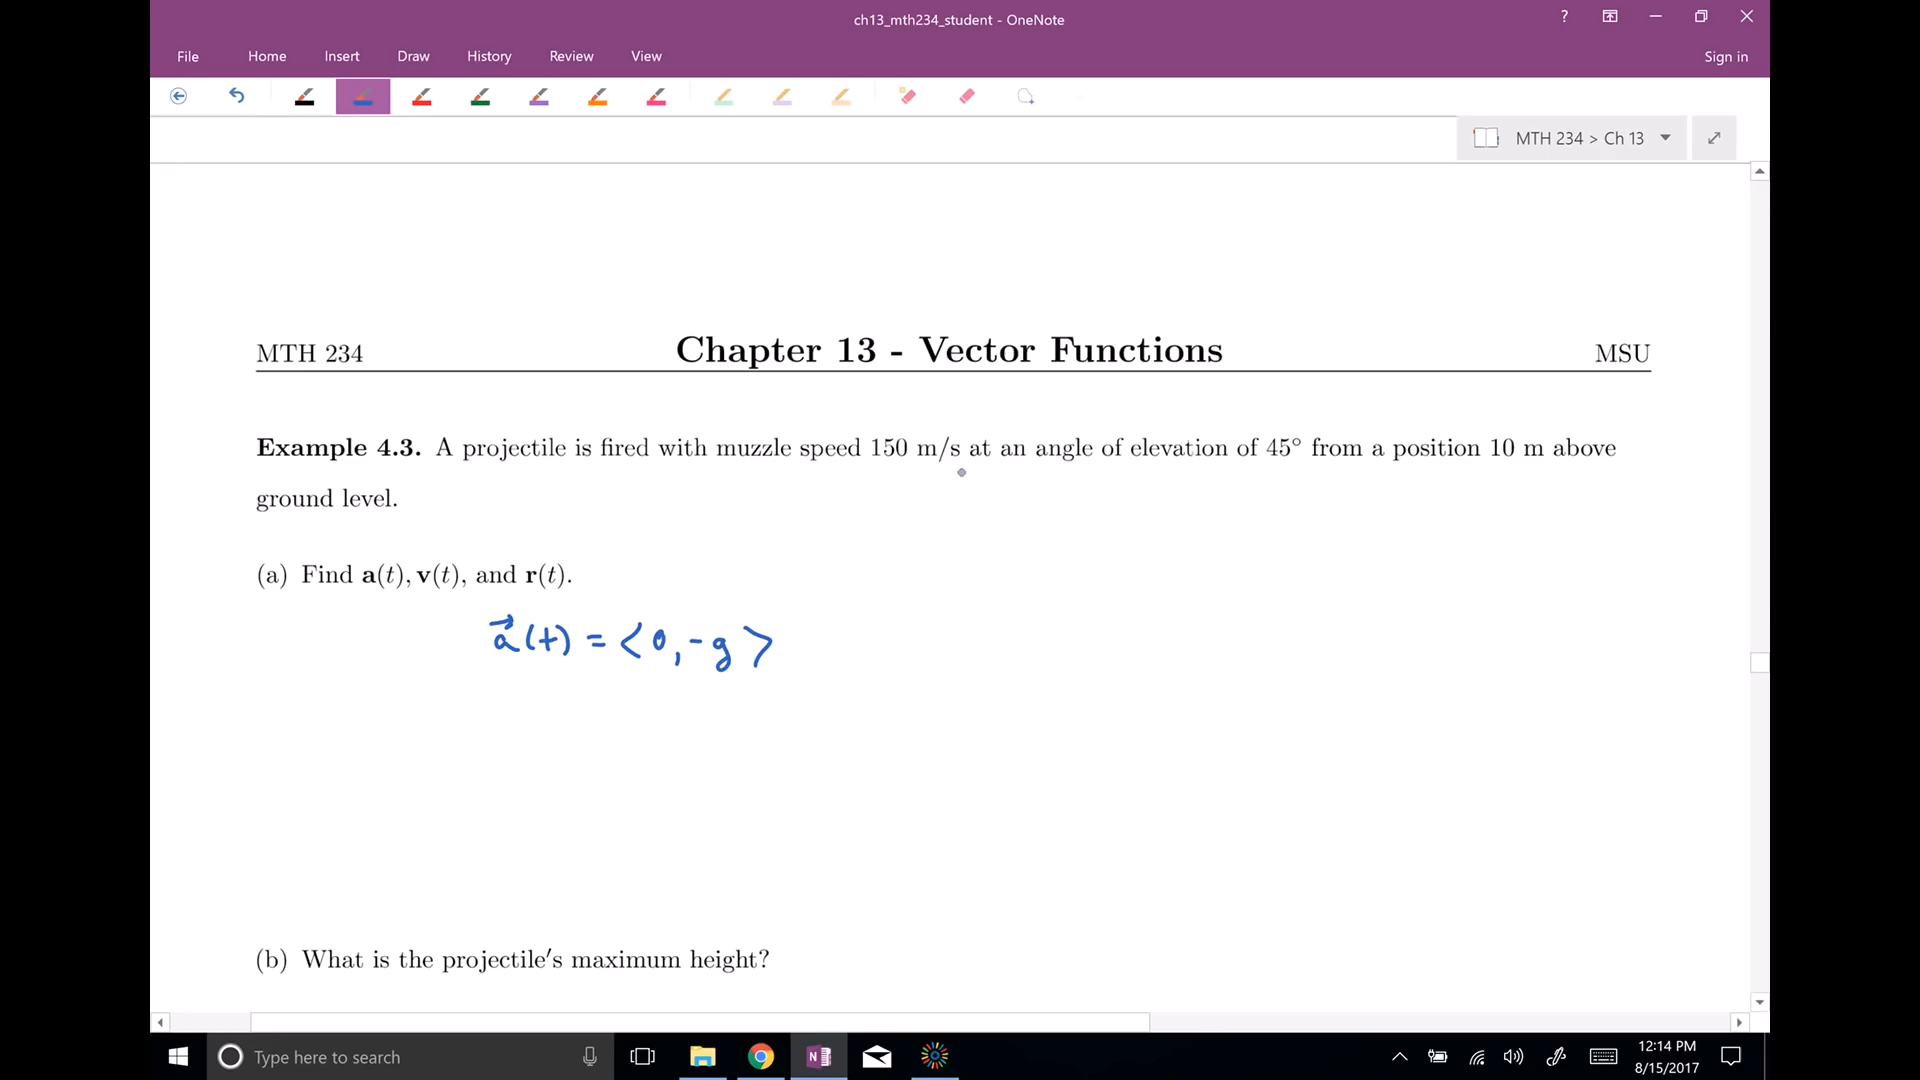 ch13_mth234_student - OneNote
?
File Home Insert Draw History Review View Sign in
MTH 234 > Ch 13
MTH 234 Chapter 13 - Vector Functions MSU
Example 4.3. A projectile is fired with muzzle speed 150 m/s at an angle of elevation of 45° from a position 10 m above
ground level.
(a) Find a(t), v(t), and r(t).
a⃗(t) = <0, -g>
(b) What is the projectile's maximum height?
Type here to search
N
12:14 PM
8/15/2017